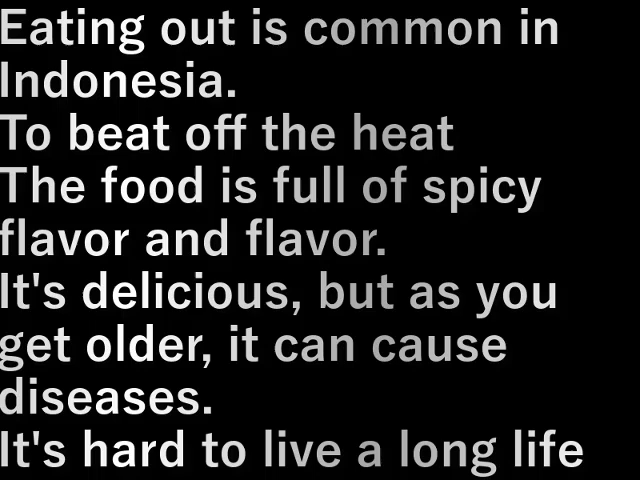 Eating out is common in
Indonesia.
To beat off the heat
The food is full of spicy
flavor and flavor.
It's delicious, but as you
get older, it can cause
diseases.
It's hard to live a long life